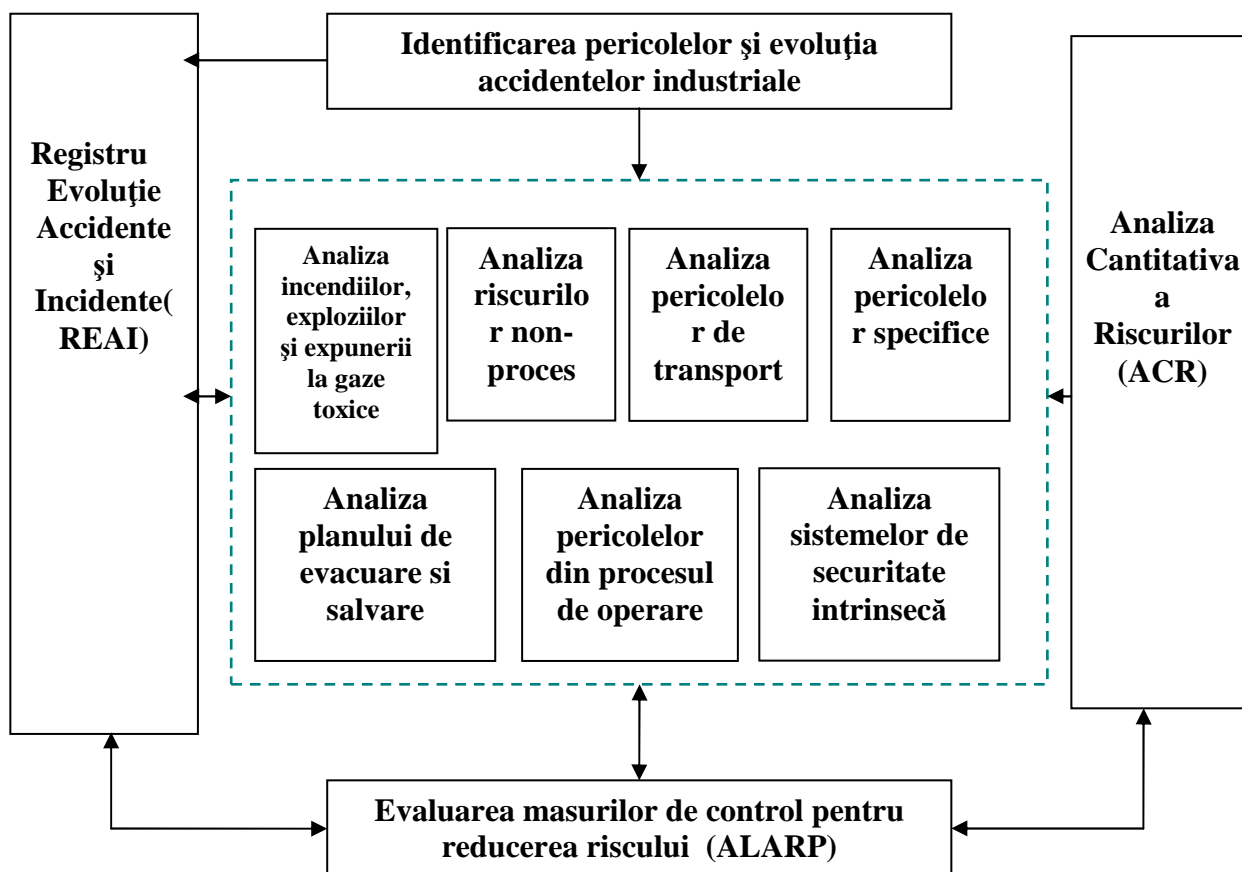 Identificarea pericolelor şi evoluţia
accidentelor industriale
Registru
Evoluţie
Accidente
şi
Incidente(
REAI)
Analiza
incendiilor,
exploziilor
şi expunerii
la gaze
toxice
Analiza
riscurilo
r non-
proces
Analiza
pericolelo
r de
transport
Analiza
pericolelo
r specifice
Analiza
Cantitativa
a
Riscurilor
(ACR)
Analiza
planului de
evacuare si
salvare
Analiza
pericolelor
din procesul
de operare
Analiza
sistemelor de
securitate
intrinsecă
Evaluarea masurilor de control pentru
reducerea riscului (ALARP)